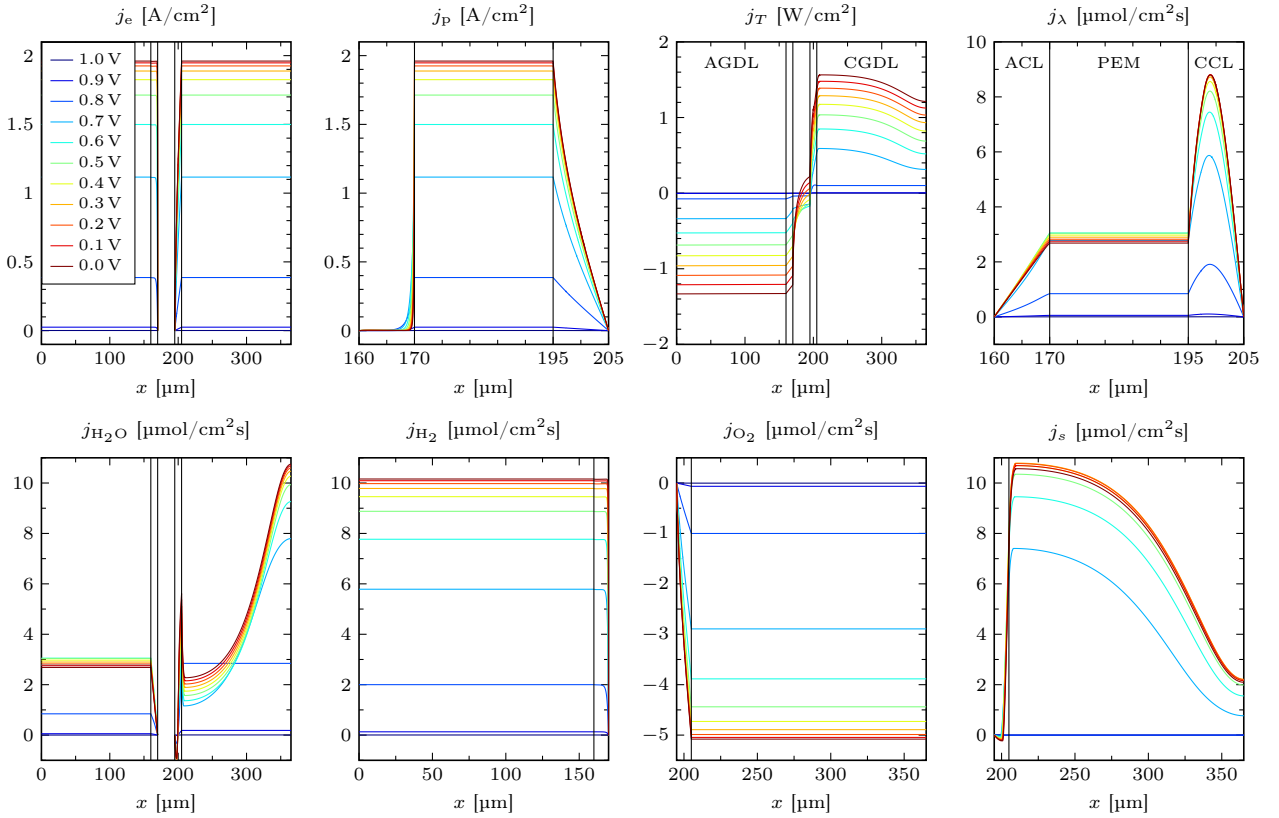 j_e [A/cm²]
2
1.5
1
0.5
0
1.0 V
0.9 V
0.8 V
0.7 V
0.6 V
0.5 V
0.4 V
0.3 V
0.2 V
0.1 V
0.0 V
0 100 200 300
x [µm]
j_p [A/cm²]
2
1.5
1
0.5
0
160 170 195 205
x [µm]
j_T [W/cm²]
AGDL CGDL
2
1
0
−1
−2
0 100 200 300
x [µm]
j_λ [µmol/cm²s]
ACL PEM CCL
10
8
6
4
2
0
160 170 195 205
x [µm]
j_H₂O [µmol/cm²s]
10
8
6
4
2
0
0 100 200 300
x [µm]
j_H₂ [µmol/cm²s]
10
8
6
4
2
0
0 50 100 150
x [µm]
j_O₂ [µmol/cm²s]
0
−1
−2
−3
−4
−5
200 250 300 350
x [µm]
j_s [µmol/cm²s]
10
8
6
4
2
0
200 250 300 350
x [µm]